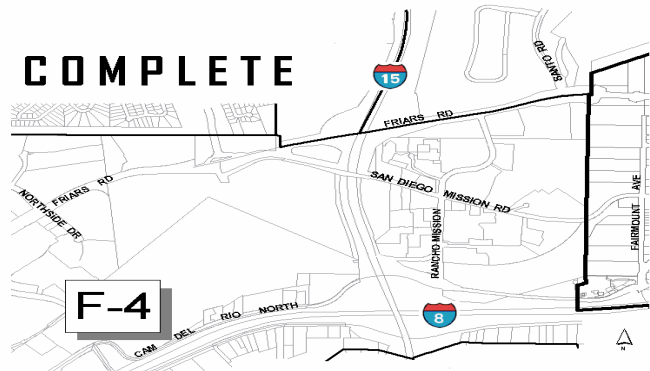 COMPLETE
15
SANTO RD
FRIARS RD
SAN DIEGO MISSION RD
FRIARS RD
NORTHSIDE DR
RANCHO MISSION
FAIRMOUNT AVE
F-4
CAM DEL RIO NORTH
8
N